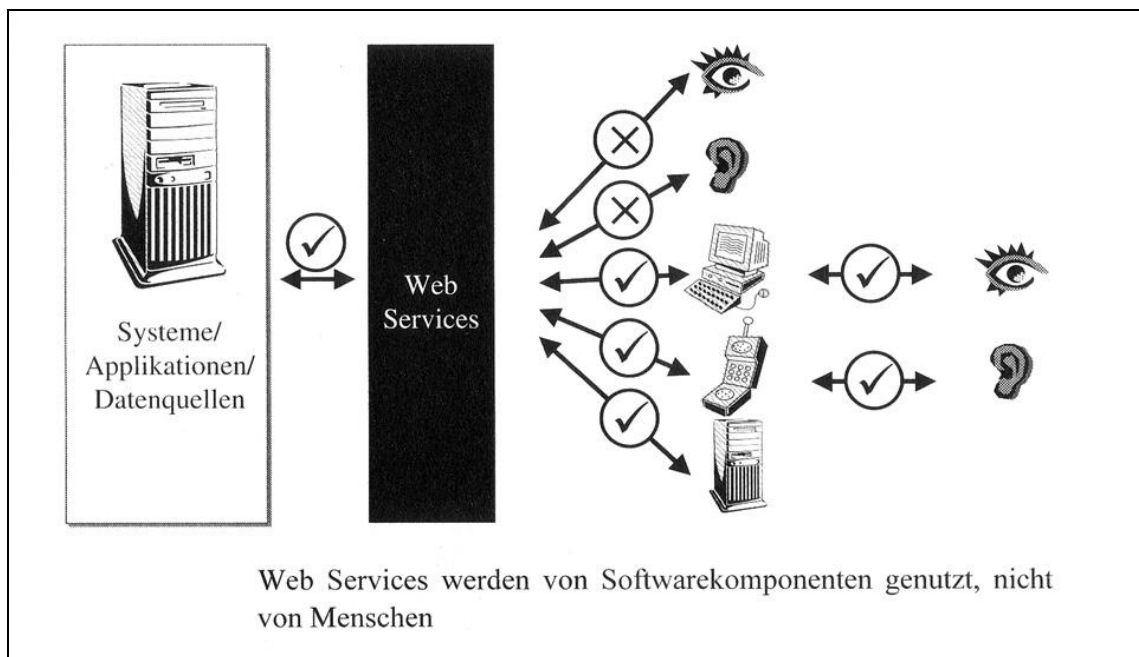 Systeme/
Applikationen/
Datenquellen
Web
Services
Web Services werden von Softwarekomponenten genutzt, nicht
von Menschen